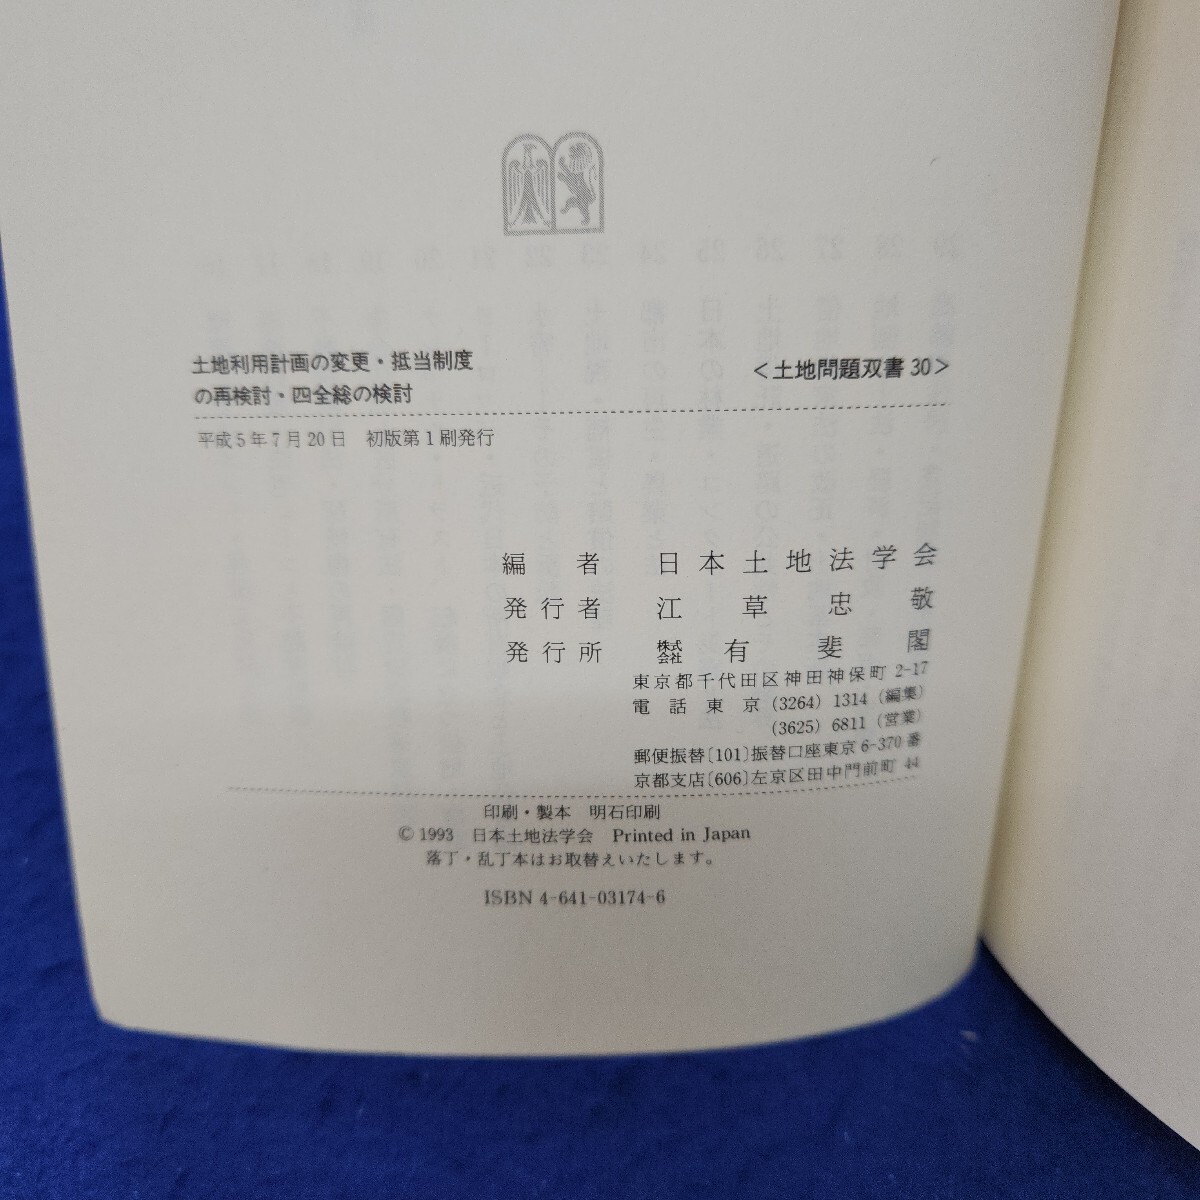 土地利用計画の変更・抵当制度
の再検討・四全総の検討
<土地問題双書 30>
平成5年7月20日　初版第1刷発行
編者　日本土地法学会
発行者　江草忠敬
発行所　株式会社　有斐閣
東京都千代田区神田神保町 2-17
電話　東京 (3264) 1314 (編集)
(3625) 6811 (営業)
郵便振替〔101〕振替口座東京 6-370 番
京都支店〔606〕左京区田中門前町 44
印刷・製本　明石印刷
© 1993　日本土地法学会　Printed in Japan
落丁・乱丁本はお取替えいたします。
ISBN 4-641-03174-6